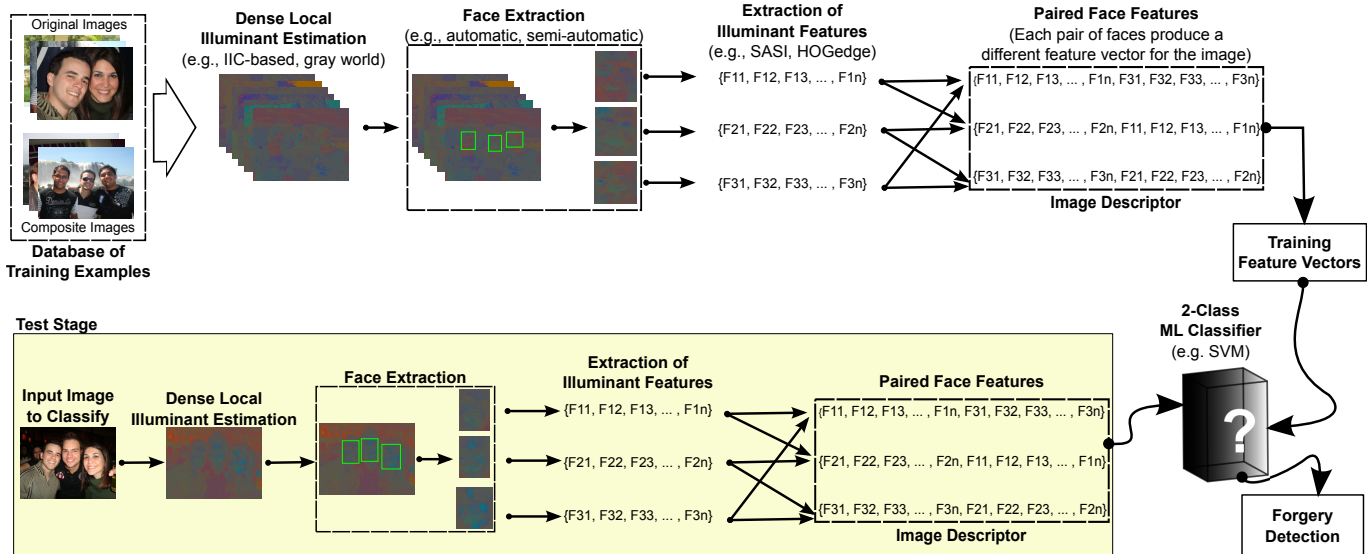 Original Images
Composite Images
Database of
Training Examples
Dense Local
Illuminant Estimation
(e.g., IIC-based, gray world)
Face Extraction
(e.g., automatic, semi-automatic)
Extraction of
Illuminant Features
(e.g., SASI, HOGedge)
{F11, F12, F13, ... , F1n}
{F21, F22, F23, ... , F2n}
{F31, F32, F33, ... , F3n}
Paired Face Features
(Each pair of faces produce a
different feature vector for the image)
{F11, F12, F13, ... , F1n, F31, F32, F33, ... , F3n}
{F21, F22, F23, ... , F2n, F11, F12, F13, ... , F1n}
{F31, F32, F33, ... , F3n, F21, F22, F23, ... , F2n}
Image Descriptor
Training
Feature Vectors
2-Class
ML Classifier
(e.g. SVM)
?
Forgery
Detection
Test Stage
Input Image
to Classify
Dense Local
Illuminant Estimation
Face Extraction
Extraction of
Illuminant Features
{F11, F12, F13, ... , F1n}
{F21, F22, F23, ... , F2n}
{F31, F32, F33, ... , F3n}
Paired Face Features
{F11, F12, F13, ... , F1n, F31, F32, F33, ... , F3n}
{F21, F22, F23, ... , F2n, F11, F12, F13, ... , F1n}
{F31, F32, F33, ... , F3n, F21, F22, F23, ... , F2n}
Image Descriptor